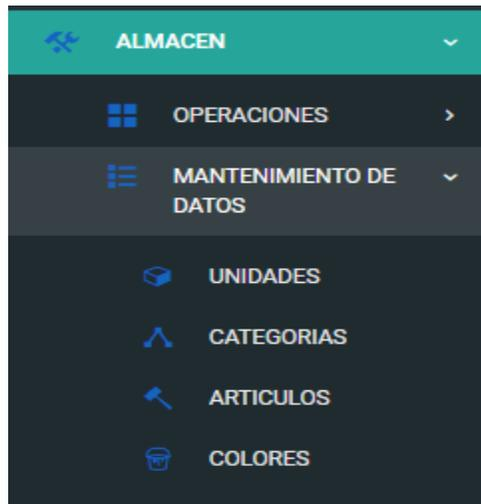 ALMACEN
OPERACIONES
MANTENIMIENTO DE
DATOS
UNIDADES
CATEGORIAS
ARTICULOS
COLORES